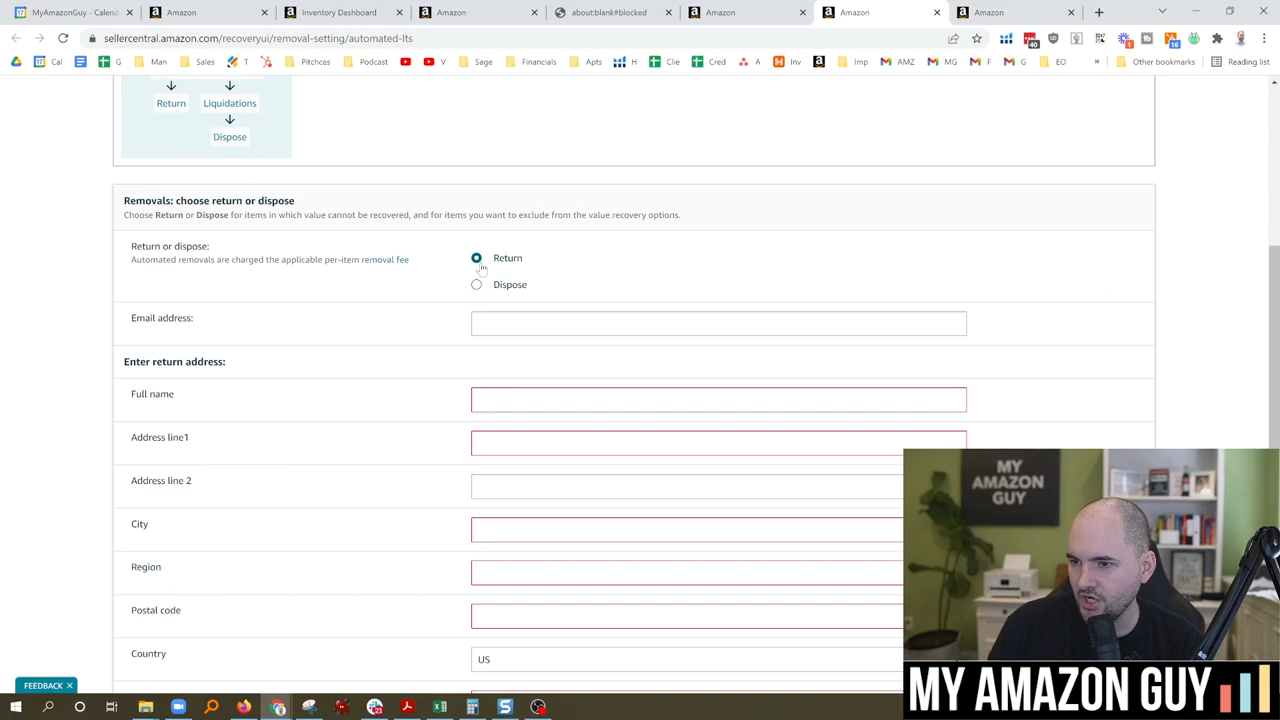 MyAmazonGuy - Calend
Amazon
Inventory Dashboard
Amazon
about:blank#blocked
Amazon
Amazon
Amazon
sellercentral.amazon.com/recoveryui/removal-setting/automated-lts
40
1
16
Cal
G
Man
Sales
T
Pitchces
Podcast
V
Sage
Financials
Apts
H
Clie
Cred
A
Inv
Imp
AMZ
MG
F
G
EO
»
Other bookmarks
Reading list
Return
Liquidations
Dispose
Removals: choose return or dispose
Choose Return or Dispose for items in which value cannot be recovered, and for items you want to exclude from the value recovery options.
Return or dispose:
Automated removals are charged the applicable per-item removal fee
Return
Dispose
Email address:
Enter return address:
Full name
Address line1
Address line 2
City
Region
Postal code
Country
US
FEEDBACK ×
MY
AMAZON
GUY
MY AMAZON GUY